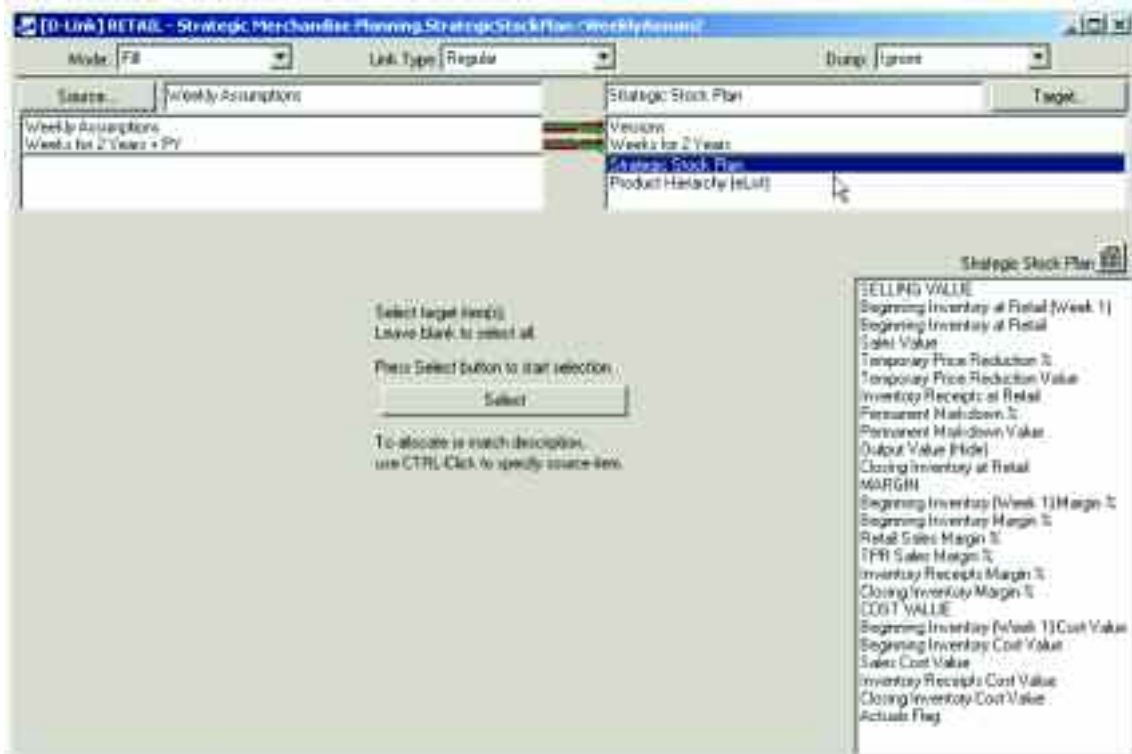 [D-Link] RETAIL - Strategic Merchandise Planning.StrategicStockPlan<WeeklyAssum?
Mode Fill Link Type Regular Dump Ignore
Source... Weekly Assumptions Strategic Stock Plan Target...
Weekly Assumptions Versions
Weeks for 2 Years + PY Weeks for 2 Years
Strategic Stock Plan
Product Hierarchy [eList]
Strategic Stock Plan
Select target item(s).
Leave blank to select all.
Press Select button to start selection.
Select
To allocate or match description,
use CTRL-Click to specify source item.
SELLING VALUE
Beginning Inventory at Retail (Week 1)
Beginning Inventory at Retail
Sales Value
Temporary Price Reduction %
Temporary Price Reduction Value
Inventory Receipts at Retail
Permanent Markdown %
Permanent Markdown Value
Output Value (Hide)
Closing Inventory at Retail
MARGIN
Beginning Inventory (Week 1) Margin %
Beginning Inventory Margin %
Retail Sales Margin %
TPR Sales Margin %
Inventory Receipts Margin %
Closing Inventory Margin %
COST VALUE
Beginning Inventory (Week 1) Cost Value
Beginning Inventory Cost Value
Sales Cost Value
Inventory Receipts Cost Value
Closing Inventory Cost Value
Actuals Flag